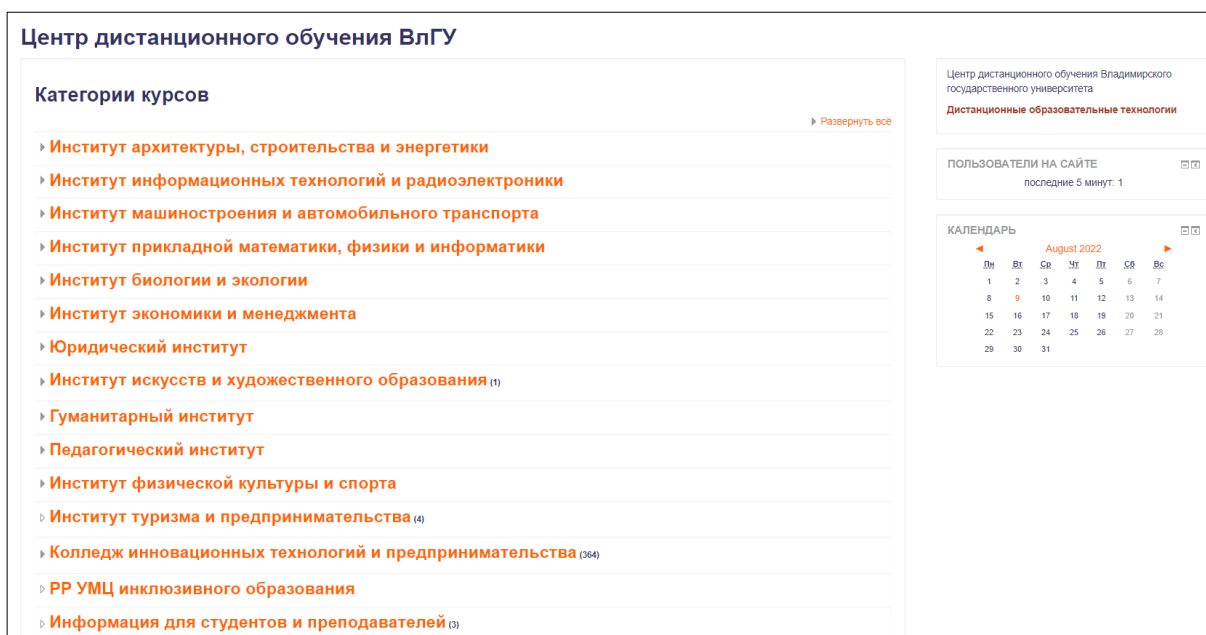 Центр дистанционного обучения ВлГУ
Категории курсов
Развернуть всё
Институт архитектуры, строительства и энергетики
Институт информационных технологий и радиоэлектроники
Институт машиностроения и автомобильного транспорта
Институт прикладной математики, физики и информатики
Институт биологии и экологии
Институт экономики и менеджмента
Юридический институт
Институт искусств и художественного образования (1)
Гуманитарный институт
Педагогический институт
Институт физической культуры и спорта
Институт туризма и предпринимательства (4)
Колледж инновационных технологий и предпринимательства (364)
РР УМЦ инклюзивного образования
Информация для студентов и преподавателей (3)
Центр дистанционного обучения Владимирского
государственного университета
Дистанционные образовательные технологии
ПОЛЬЗОВАТЕЛИ НА САЙТЕ
последние 5 минут: 1
КАЛЕНДАРЬ
August 2022
Пн Вт Ср Чт Пт Сб Вс
1 2 3 4 5 6 7
8 9 10 11 12 13 14
15 16 17 18 19 20 21
22 23 24 25 26 27 28
29 30 31